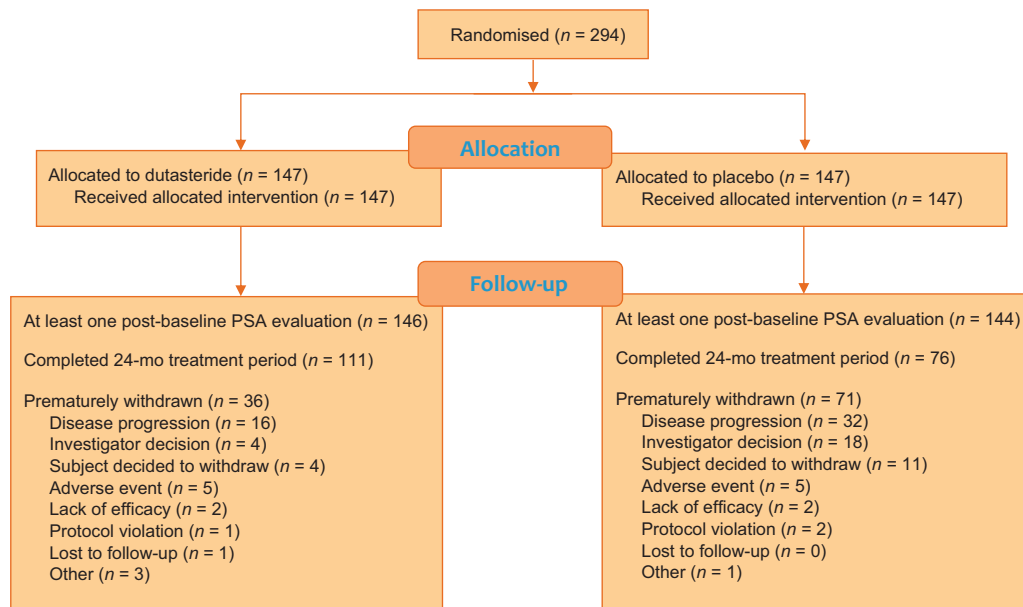 Randomised (n = 294)
Allocation
Allocated to dutasteride (n = 147)
Received allocated intervention (n = 147)
Allocated to placebo (n = 147)
Received allocated intervention (n = 147)
Follow-up
At least one post-baseline PSA evaluation (n = 146)
Completed 24-mo treatment period (n = 111)
Prematurely withdrawn (n = 36)
Disease progression (n = 16)
Investigator decision (n = 4)
Subject decided to withdraw (n = 4)
Adverse event (n = 5)
Lack of efficacy (n = 2)
Protocol violation (n = 1)
Lost to follow-up (n = 1)
Other (n = 3)
At least one post-baseline PSA evaluation (n = 144)
Completed 24-mo treatment period (n = 76)
Prematurely withdrawn (n = 71)
Disease progression (n = 32)
Investigator decision (n = 18)
Subject decided to withdraw (n = 11)
Adverse event (n = 5)
Lack of efficacy (n = 2)
Protocol violation (n = 2)
Lost to follow-up (n = 0)
Other (n = 1)